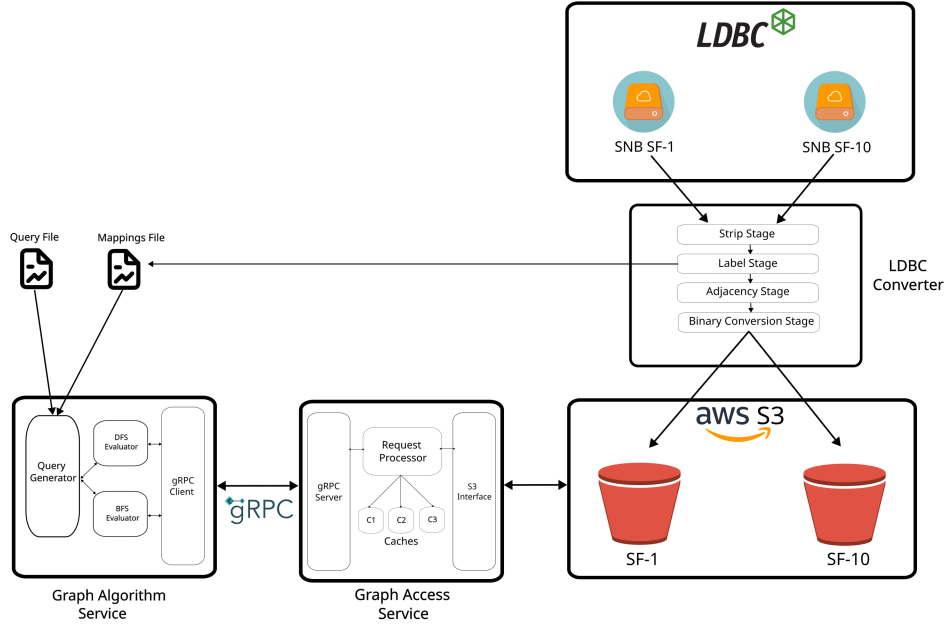 LDBC
SNB SF-1
SNB SF-10
Query File
Mappings File
Strip Stage
Label Stage
Adjacency Stage
Binary Conversion Stage
LDBC
Converter
Query
Generator
DFS
Evaluator
BFS
Evaluator
gRPC
Client
gRPC
gRPC
Server
Request
Processor
C1
C2
C3
Caches
S3
Interface
aws S3
SF-1
SF-10
Graph Algorithm
Service
Graph Access
Service